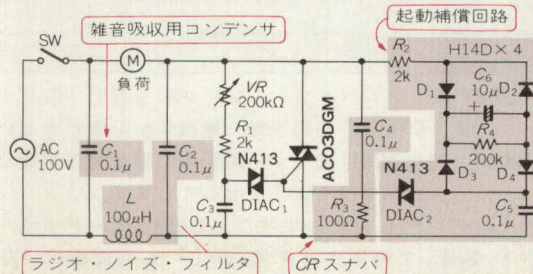 雑音吸収用コンデンサ
起動補償回路
SW
M
負荷
R2
2k
H14D×4
C6
10μ
D1
D2
+
VR
200kΩ
R4
200k
AC
100V
C1
0.1μ
C2
0.1μ
R1
2k
AC03DGM
C4
0.1μ
N413
DIAC1
N413
DIAC2
D3
D4
L
100μH
C3
0.1μ
R3
100Ω
C5
0.1μ
ラジオ・ノイズ・フィルタ
CRスナバ